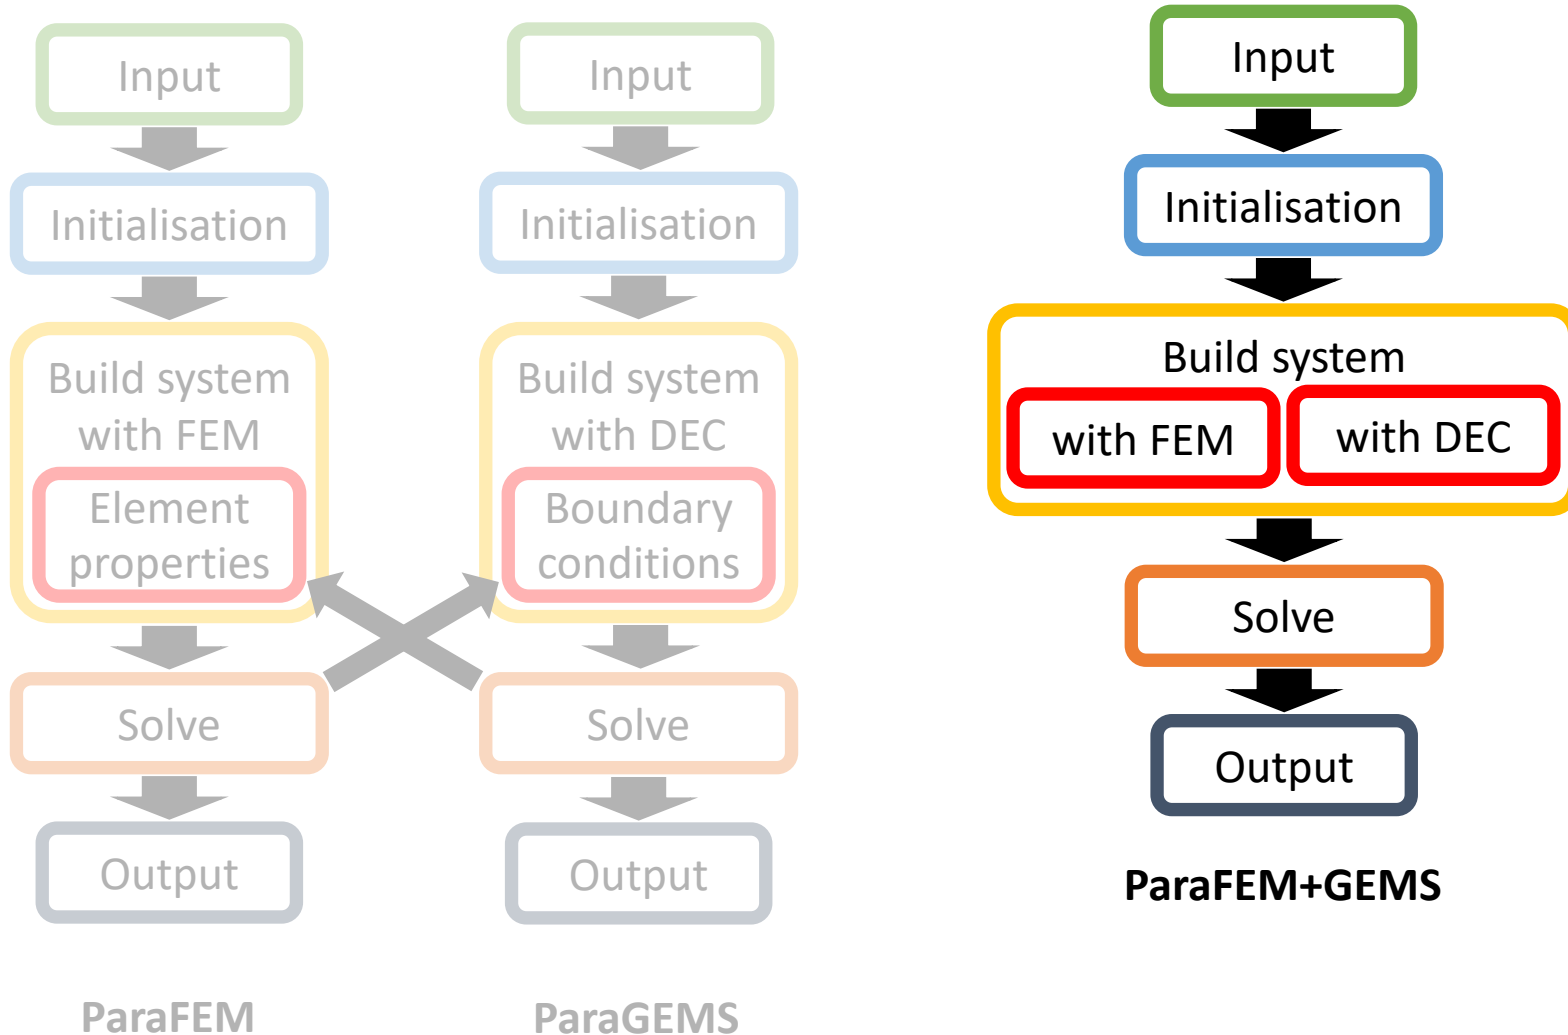 Input
Initialisation
Build system
with FEM
Element
properties
Solve
Output
ParaFEM
Input
Initialisation
Build system
with DEC
Boundary
conditions
Solve
Output
ParaGEMS
Input
Initialisation
Build system
with FEM
with DEC
Solve
Output
ParaFEM+GEMS